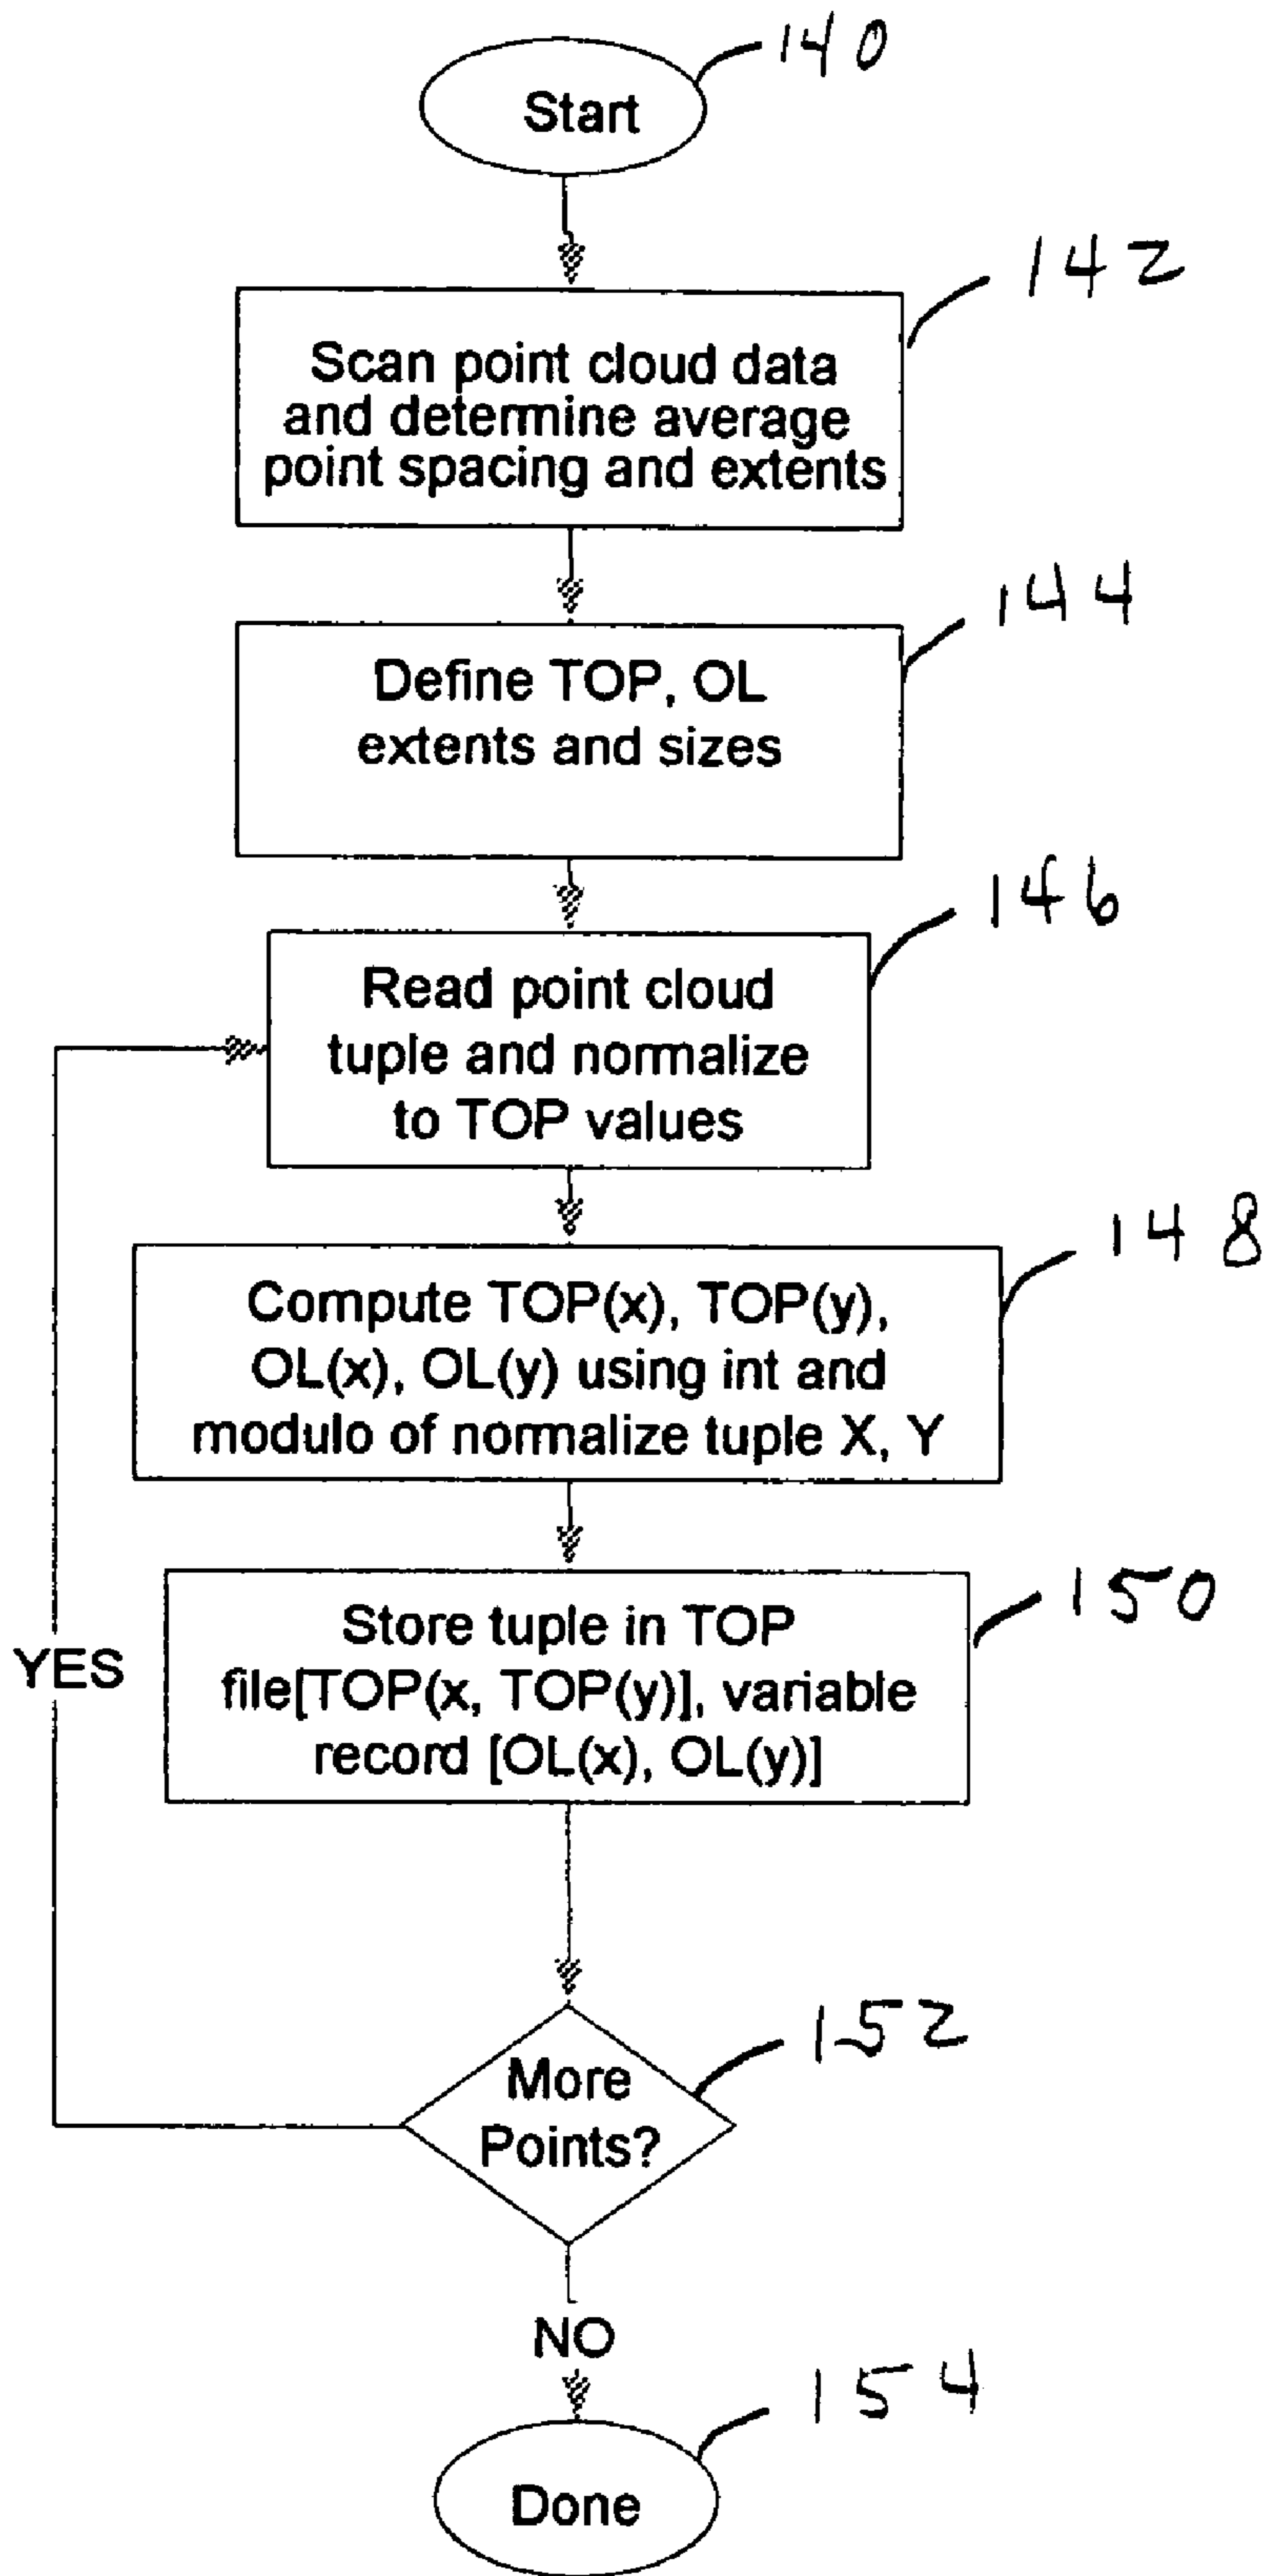 140
Start
142
Scan point cloud data
and determine average
point spacing and extents
144
Define TOP, OL
extents and sizes
146
Read point cloud
tuple and normalize
to TOP values
148
Compute TOP(x), TOP(y),
OL(x), OL(y) using int and
modulo of normalize tuple X, Y
150
Store tuple in TOP
file[TOP(x, TOP(y)], variable
record [OL(x), OL(y)]
YES
152
More
Points?
NO
154
Done